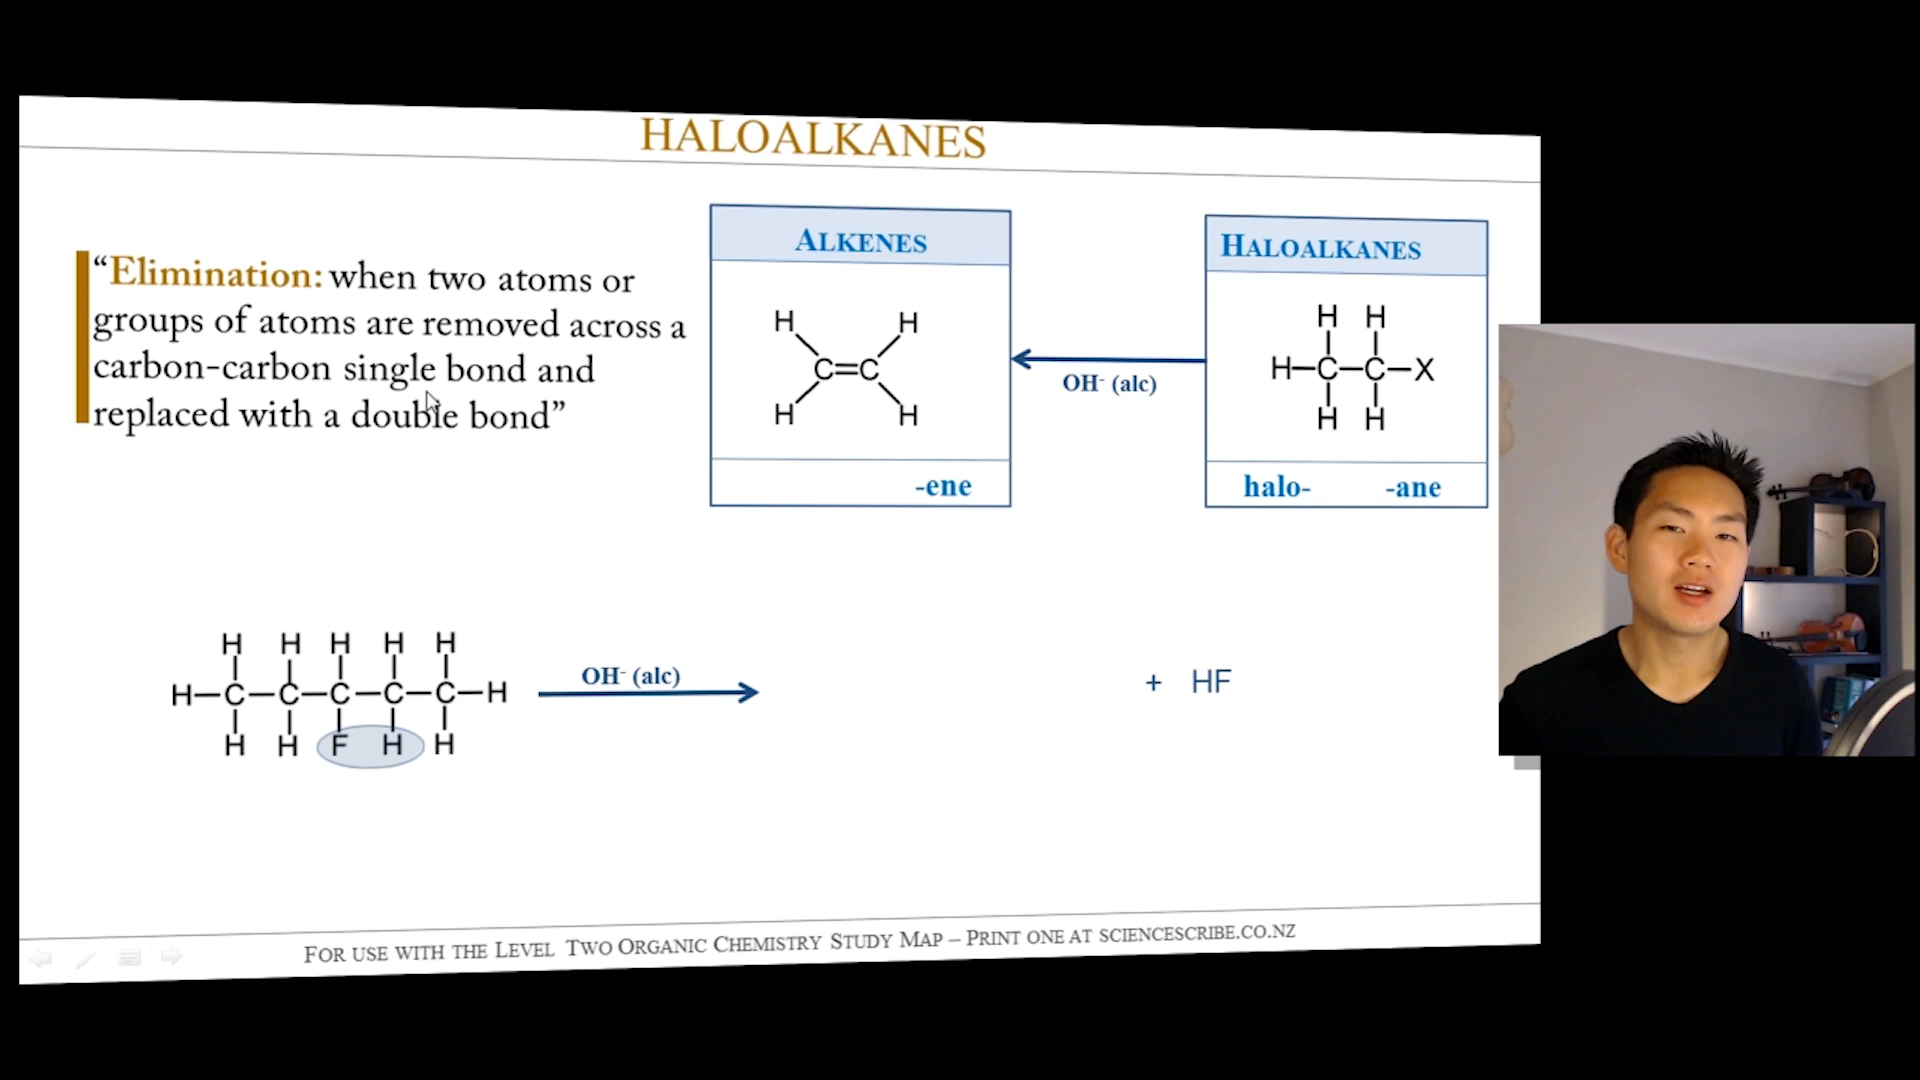 HALOALKANES
“Elimination: when two atoms or
groups of atoms are removed across a
carbon-carbon single bond and
replaced with a double bond”
ALKENES
H H
C=C
H H
-ene
OH⁻ (alc)
HALOALKANES
H H
H–C–C–X
H H
halo- -ane
H H H H H
H–C–C–C–C–C–H
H H F H H
OH⁻ (alc)
+ HF
FOR USE WITH THE LEVEL TWO ORGANIC CHEMISTRY STUDY MAP – PRINT ONE AT SCIENCESCRIBE.CO.NZ